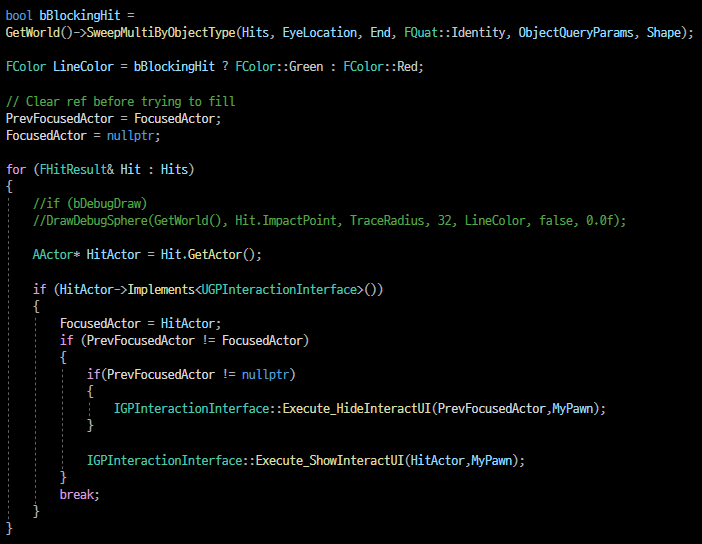 bool bBlockingHit =
GetWorld()->SweepMultiByObjectType(Hits, EyeLocation, End, FQuat::Identity, ObjectQueryParams, Shape);
FColor LineColor = bBlockingHit ? FColor::Green : FColor::Red;
// Clear ref before trying to fill
PrevFocusedActor = FocusedActor;
FocusedActor = nullptr;
for (FHitResult& Hit : Hits)
{
//if (bDebugDraw)
//DrawDebugSphere(GetWorld(), Hit.ImpactPoint, TraceRadius, 32, LineColor, false, 0.0f);
AActor* HitActor = Hit.GetActor();
if (HitActor->Implements<UGPInteractionInterface>())
{
FocusedActor = HitActor;
if (PrevFocusedActor != FocusedActor)
{
if(PrevFocusedActor != nullptr)
{
IGPInteractionInterface::Execute_HideInteractUI(PrevFocusedActor,MyPawn);
}
IGPInteractionInterface::Execute_ShowInteractUI(HitActor,MyPawn);
}
break;
}
}